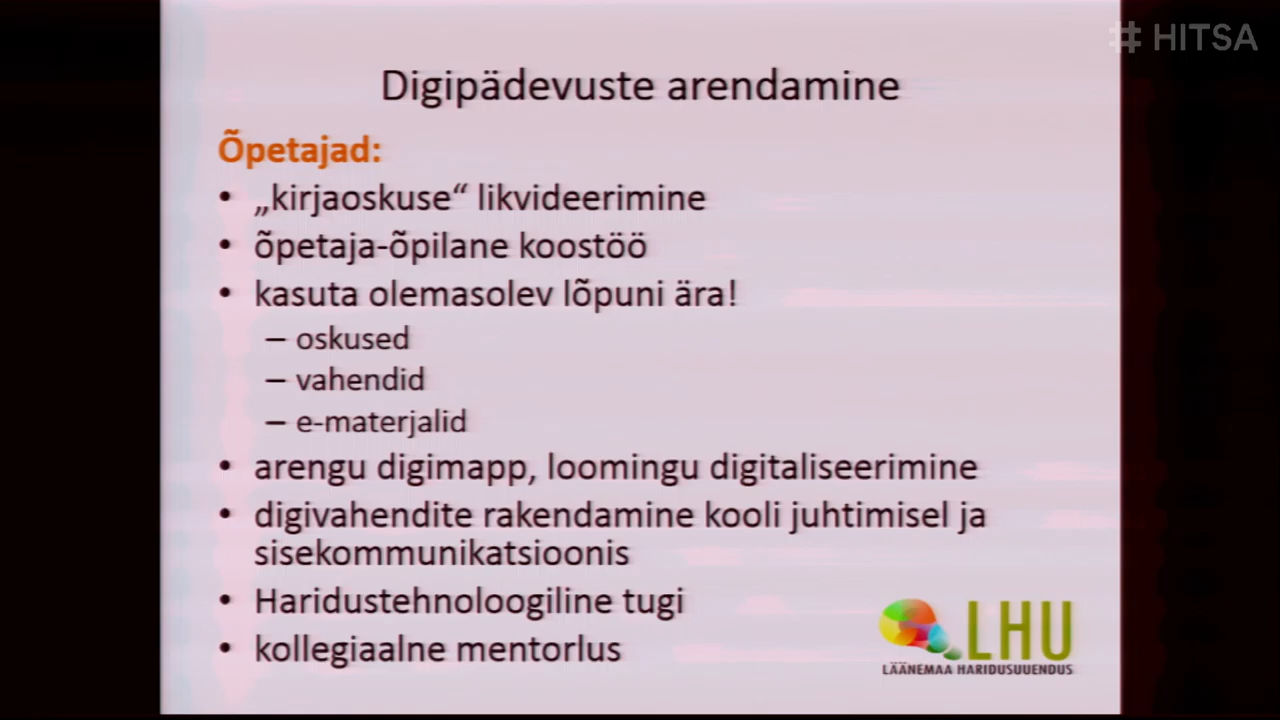 # HITSA
Digipädevuste arendamine
Õpetajad:
• „kirjaoskuse“ likvideerimine
• õpetaja-õpilane koostöö
• kasuta olemasolev lõpuni ära!
– oskused
– vahendid
– e-materjalid
• arengu digimapp, loomingu digitaliseerimine
• digivahendite rakendamine kooli juhtimisel ja
sisekommunikatsioonis
• Haridustehnoloogiline tugi
• kollegiaalne mentorlus
LHU
LÄÄNEMAA HARIDUSUUENDUS